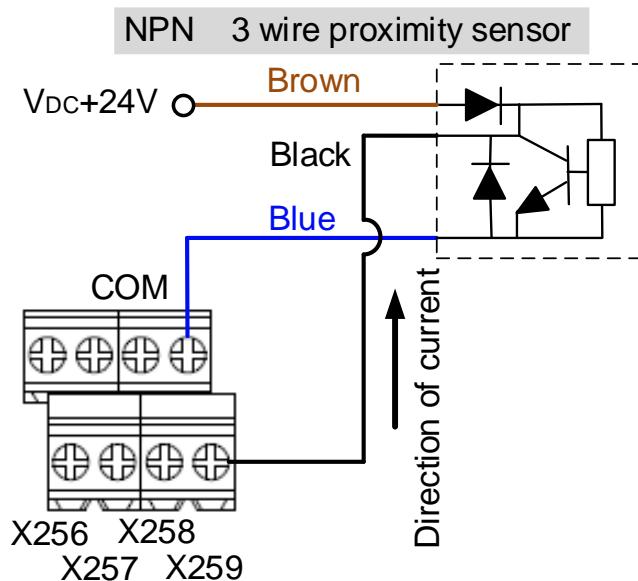 NPN 3 wire proximity sensor
Brown
VDC+24V
Black
Blue
COM
Direction of current
X256 X258
X257 X259